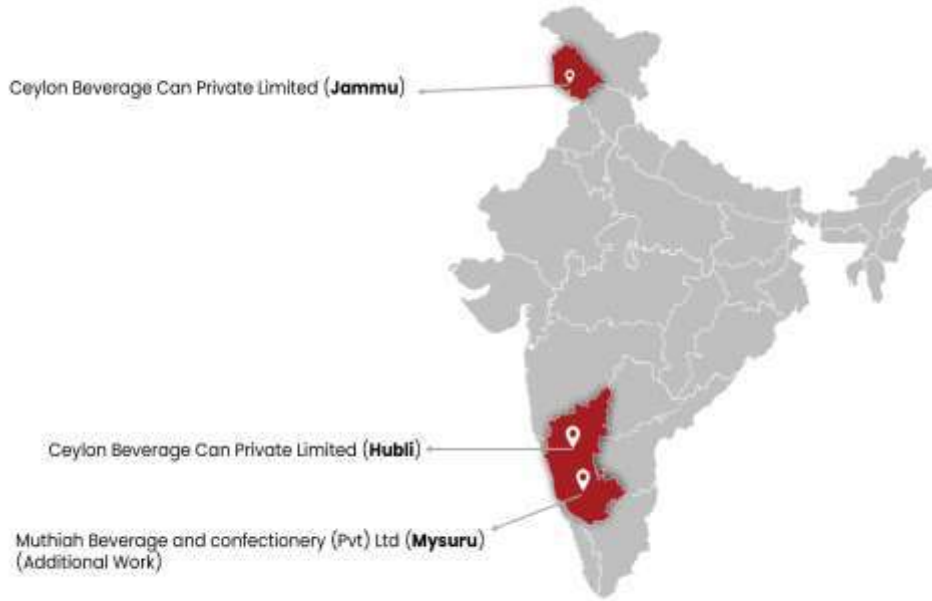 Ceylon Beverage Can Private Limited (Jammu)
Ceylon Beverage Can Private Limited (Hubli)
Muthiah Beverage and confectionery (Pvt) Ltd (Mysuru)
(Additional Work)